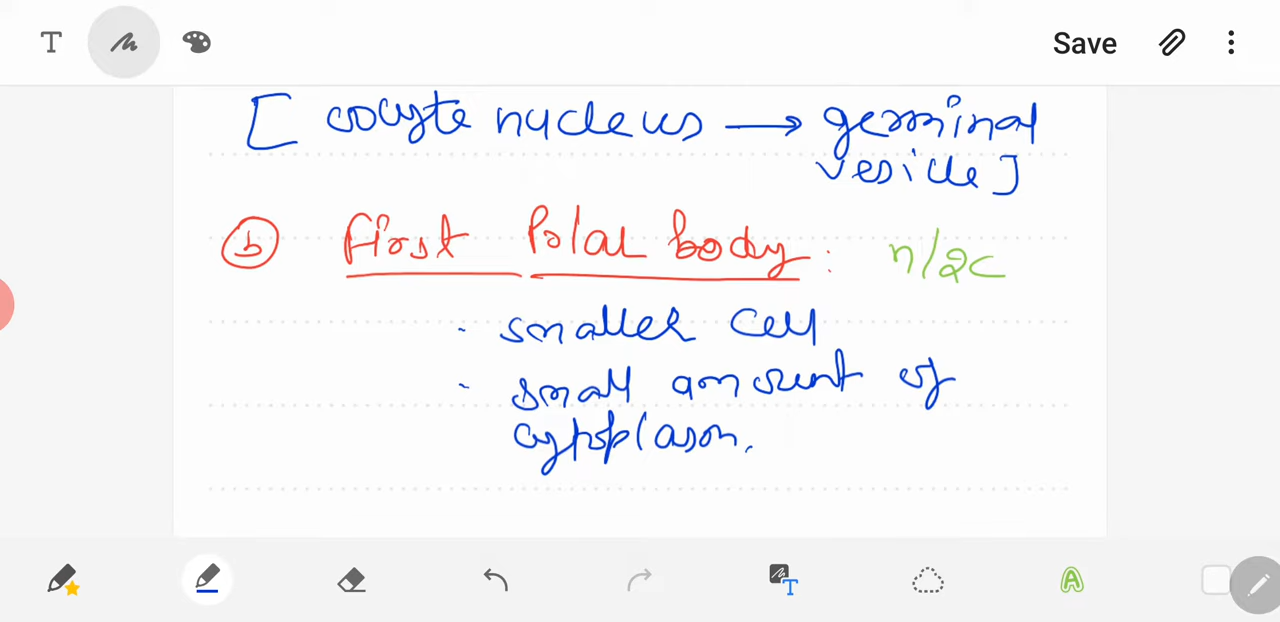 T Save
[ oocyte nucleus → germinal
vesicle ]
b First Polar body : n/2C
- smaller cell
- small amount of
cytoplasm.
T A